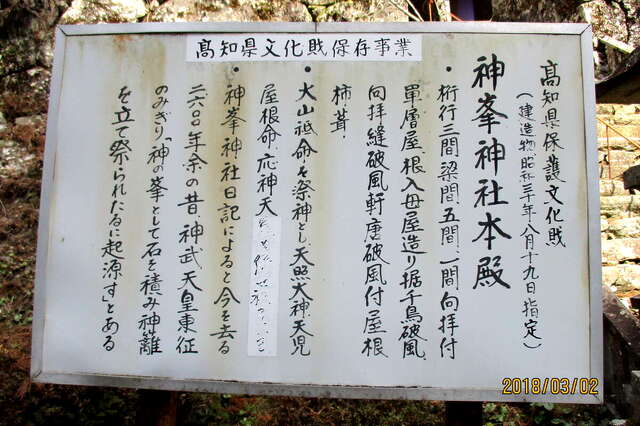 高知県文化財保存事業
高知県保護文化財
(建造物、昭和三十年八月十九日指定)
神峯神社本殿
・桁行三間、梁間、五間、一間向拝付
單層屋根入母屋造り据千鳥破風、
向拝縋破風軒唐破風付屋根
柿葺、
・大山祗命を祭神とし、天照大神、天児
屋根命、応神天
・神峯神社日記によると今を去る
二六〇〇年余の昔、神武天皇東征
のみぎり「神の峯」とて石を積み神籬
を立て祭られたるに起源す」とある
2018/03/02